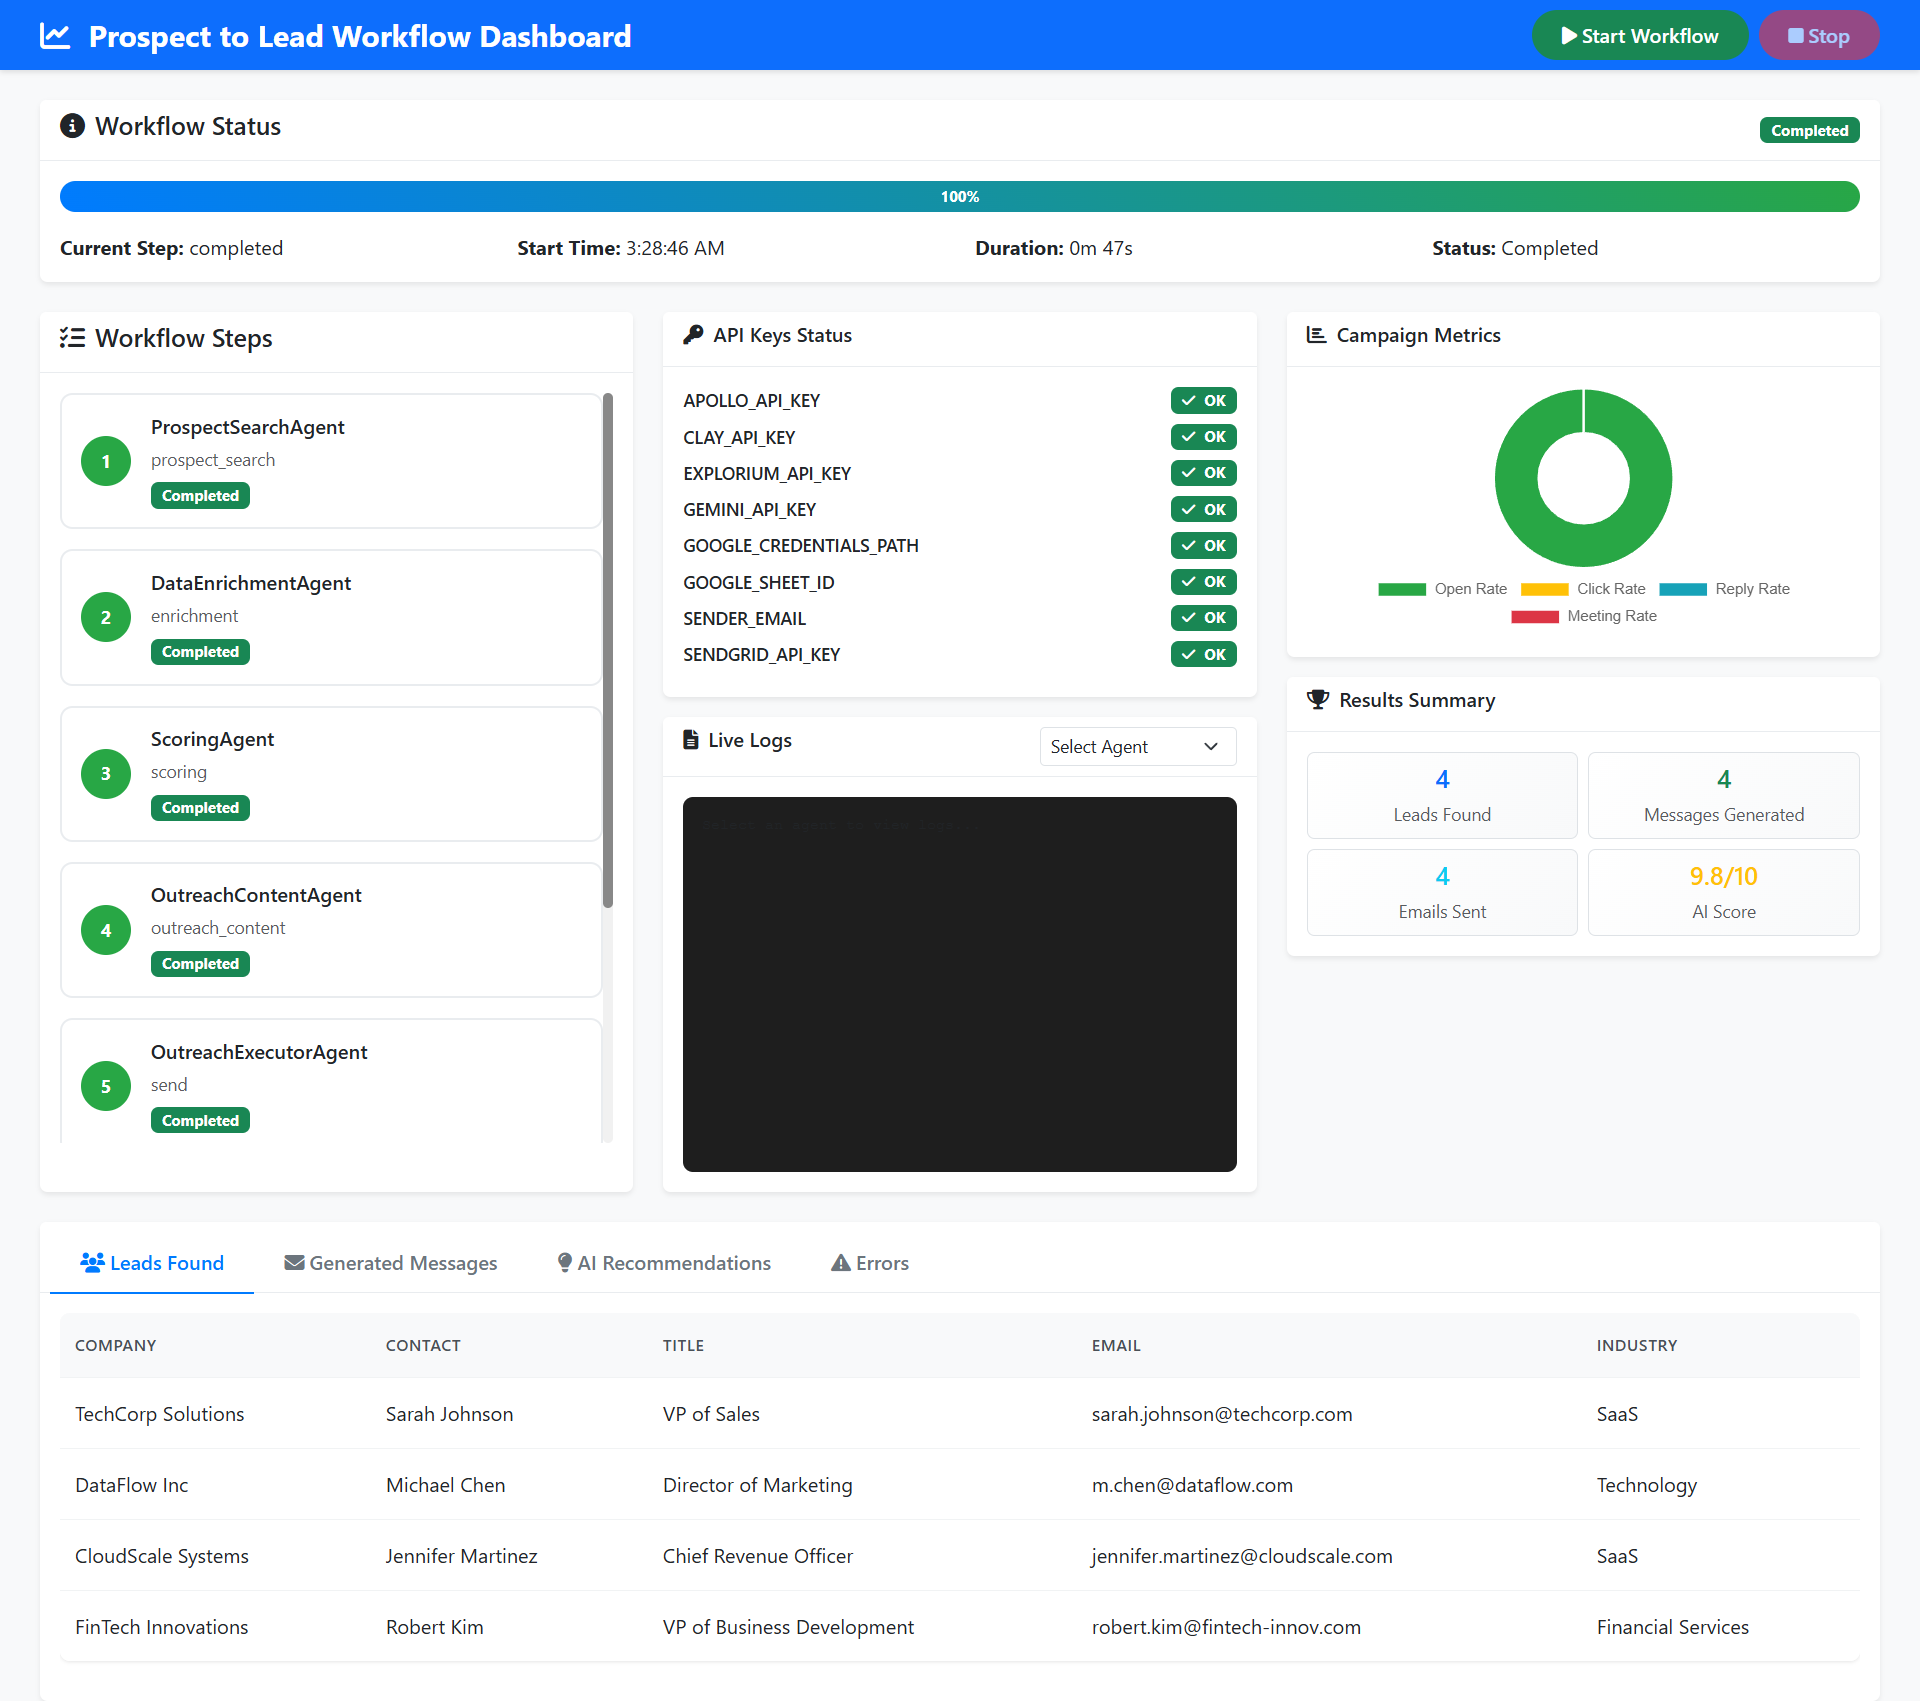 Prospect to Lead Workflow Dashboard
Start Workflow
Stop
Workflow Status
Completed
100%
Current Step: completed
Start Time: 3:28:46 AM
Duration: 0m 47s
Status: Completed
Workflow Steps
1
ProspectSearchAgent
prospect_search
Completed
2
DataEnrichmentAgent
enrichment
Completed
3
ScoringAgent
scoring
Completed
4
OutreachContentAgent
outreach_content
Completed
5
OutreachExecutorAgent
send
Completed
API Keys Status
APOLLO_API_KEY OK
CLAY_API_KEY OK
EXPLORIUM_API_KEY OK
GEMINI_API_KEY OK
GOOGLE_CREDENTIALS_PATH OK
GOOGLE_SHEET_ID OK
SENDER_EMAIL OK
SENDGRID_API_KEY OK
Live Logs
Select Agent
Campaign Metrics
Open Rate Click Rate Reply Rate
Meeting Rate
Results Summary
4
Leads Found
4
Messages Generated
4
Emails Sent
9.8/10
AI Score
Leads Found
Generated Messages
AI Recommendations
Errors
COMPANY CONTACT TITLE EMAIL INDUSTRY
TechCorp Solutions Sarah Johnson VP of Sales sarah.johnson@techcorp.com SaaS
DataFlow Inc Michael Chen Director of Marketing m.chen@dataflow.com Technology
CloudScale Systems Jennifer Martinez Chief Revenue Officer jennifer.martinez@cloudscale.com SaaS
FinTech Innovations Robert Kim VP of Business Development robert.kim@fintech-innov.com Financial Services